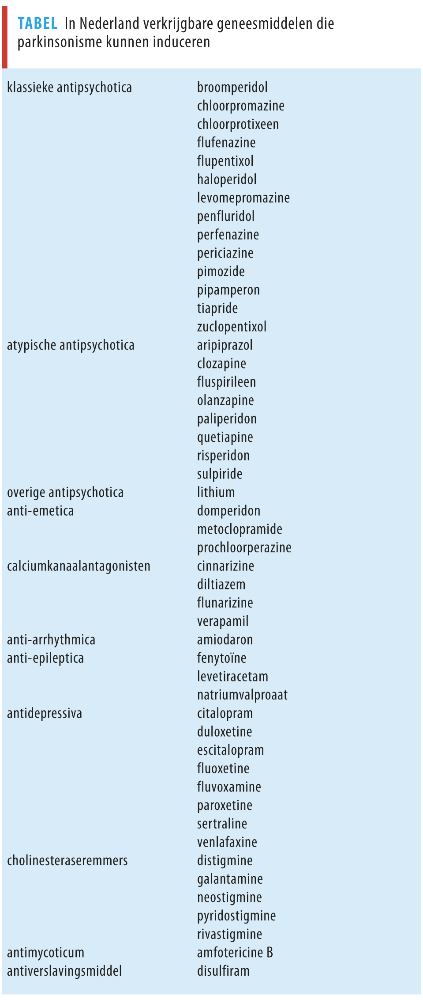 TABEL In Nederland verkrijgbare geneesmiddelen die
parkinsonisme kunnen induceren
klassieke antipsychotica broomperidol
chloorpromazine
chloorprotixeen
flufenazine
flupentixol
haloperidol
levomepromazine
penfluridol
perfenazine
periciazine
pimozide
pipamperon
tiapride
zuclopentixol
atypische antipsychotica aripiprazol
clozapine
fluspirileen
olanzapine
paliperidon
quetiapine
risperidon
sulpiride
overige antipsychotica lithium
anti-emetica domperidon
metoclopramide
prochloorperazine
calciumkanaalantagonisten cinnarizine
diltiazem
flunarizine
verapamil
anti-arrhythmica amiodaron
anti-epileptica fenytoïne
levetiracetam
natriumvalproaat
antidepressiva citalopram
duloxetine
escitalopram
fluoxetine
fluvoxamine
paroxetine
sertraline
venlafaxine
cholinesteraseremmers distigmine
galantamine
neostigmine
pyridostigmine
rivastigmine
antimycoticum amfotericine B
antiverslavingsmiddel disulfiram